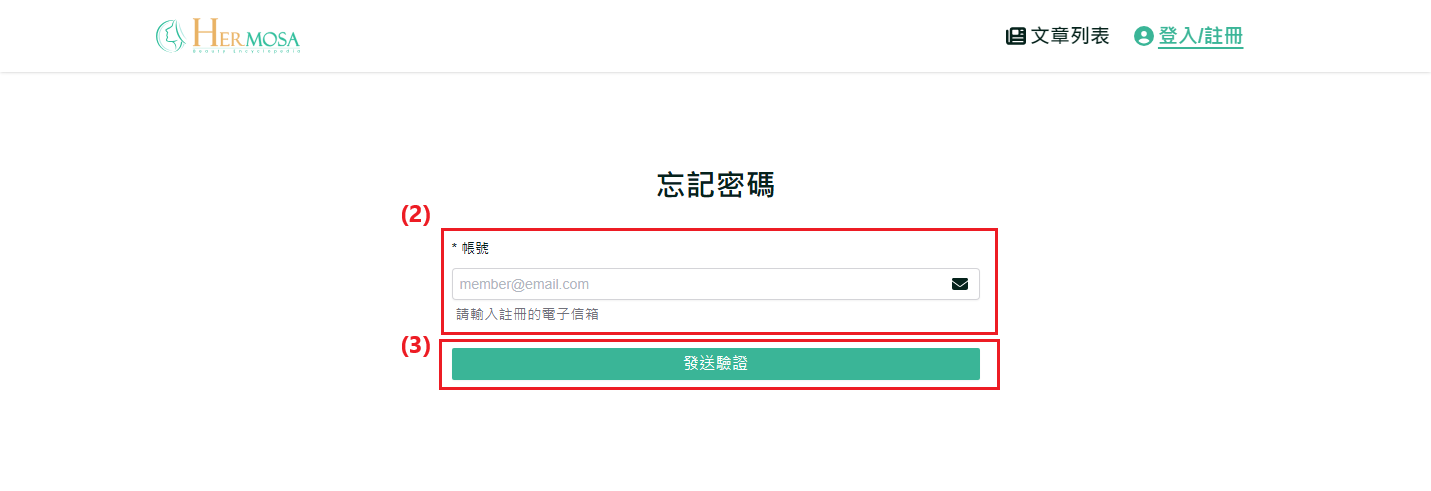 HERMOSA
Beauty Encyclopedia
文章列表
登入/註冊
忘記密碼
(2)
* 帳號
member@email.com
請輸入註冊的電子信箱
(3)
發送驗證